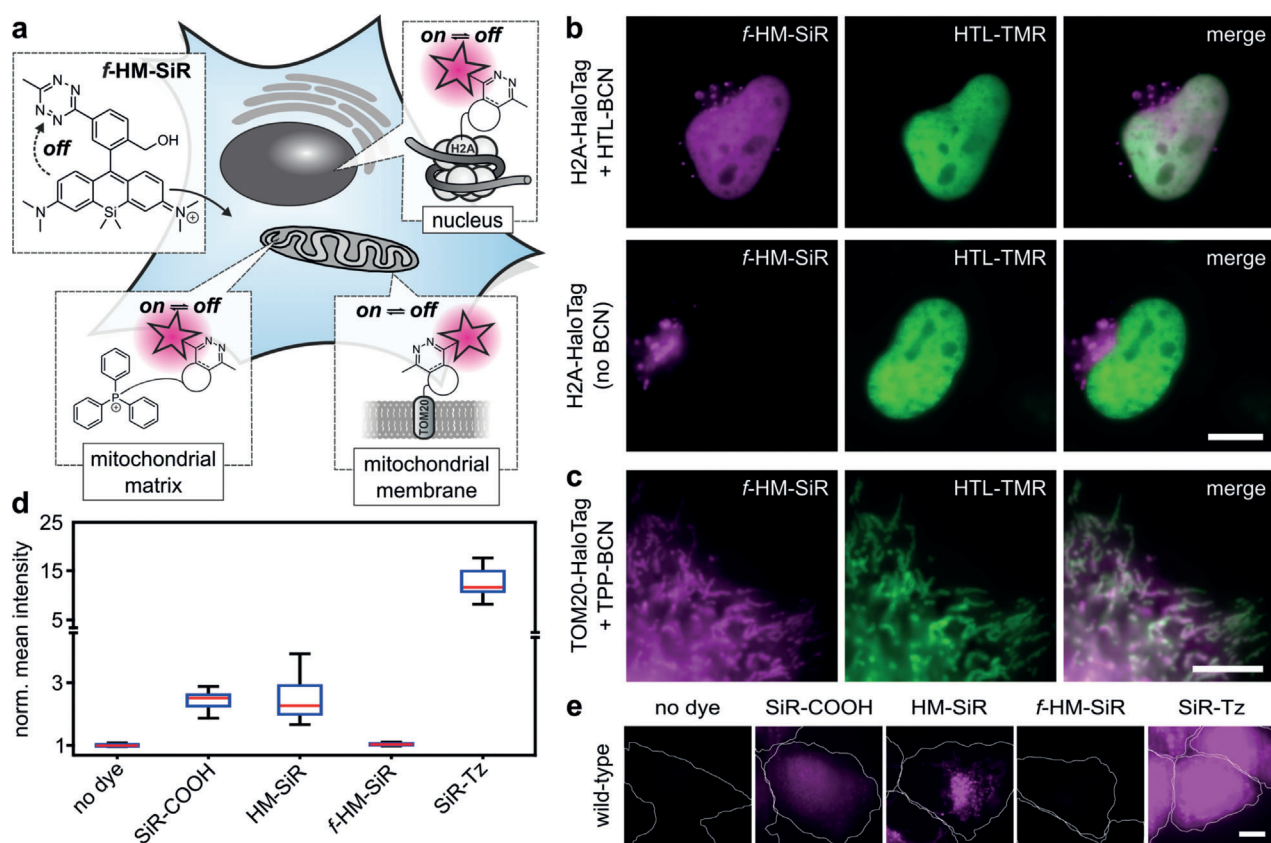 a
f-HM-SiR
N
N
N
N
off
OH
N
Si
N
⊕
on ⇌ off
N
N
H2A
nucleus
on ⇌ off
N
N
P
⊕
mitochondrial
matrix
on ⇌ off
N
N
TOM20
mitochondrial
membrane
b
H2A-HaloTag
+ HTL-BCN
f-HM-SiR
HTL-TMR
merge
H2A-HaloTag
(no BCN)
f-HM-SiR
HTL-TMR
merge
c
TOM20-HaloTag
+ TPP-BCN
f-HM-SiR
HTL-TMR
merge
d
norm. mean intensity
25
15
5
3
1
no dye
SiR-COOH
HM-SiR
f-HM-SiR
SiR-Tz
e
no dye
SiR-COOH
HM-SiR
f-HM-SiR
SiR-Tz
wild-type